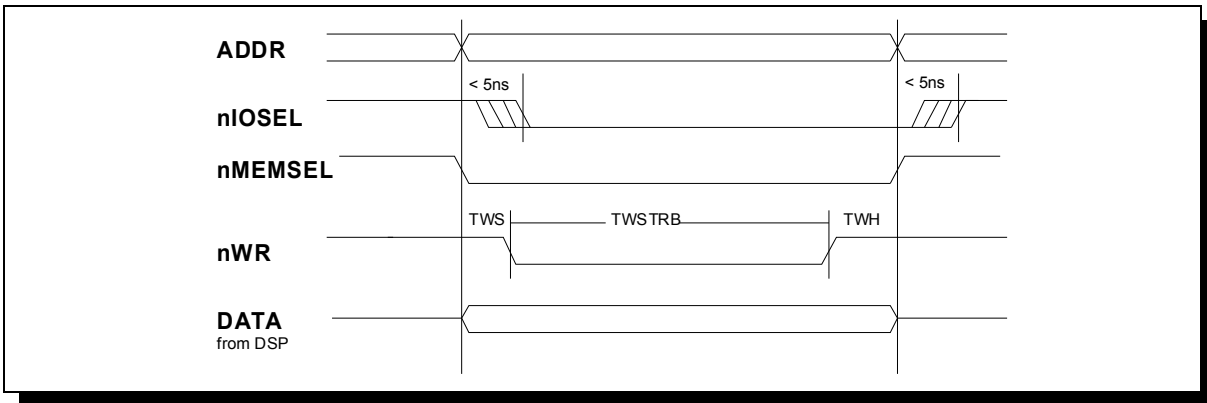 ADDR
< 5ns
< 5ns
nIOSEL
nMEMSEL
TWS
TWSTRB
TWH
nWR
DATA
from DSP